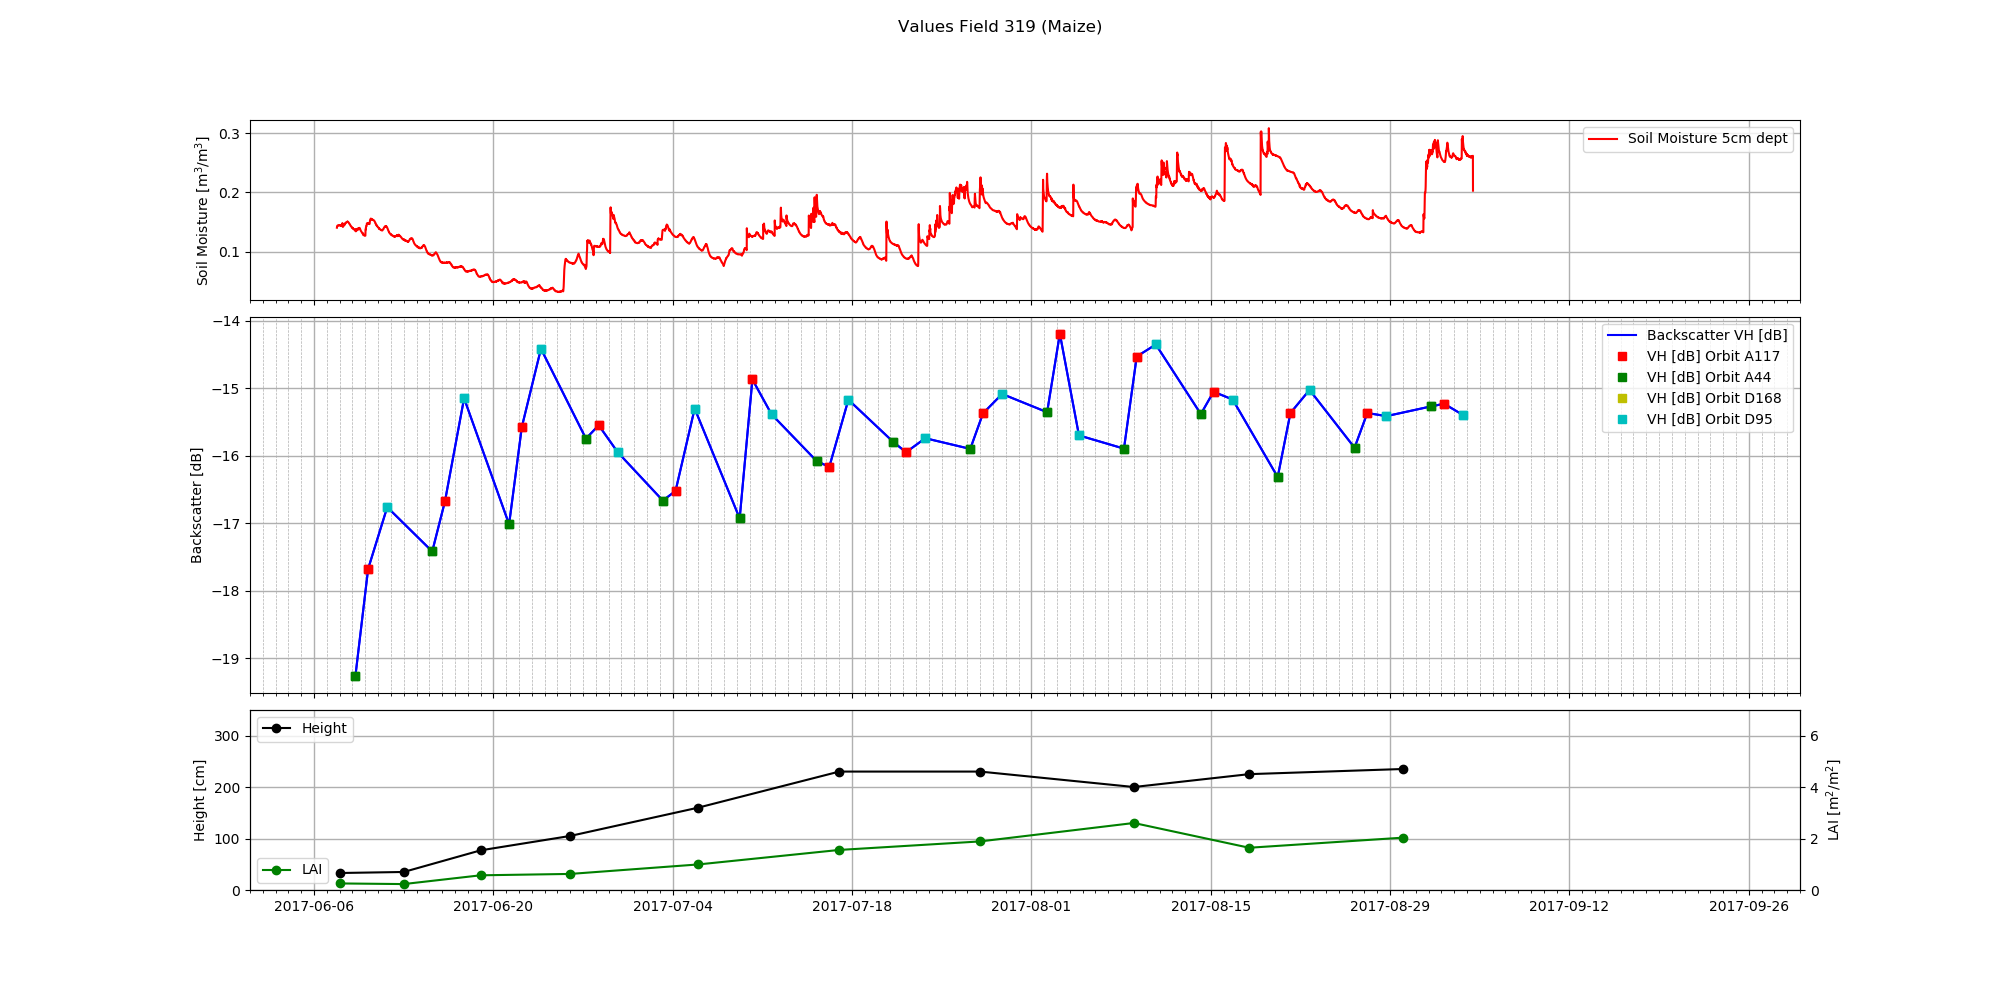 Values Field 319 (Maize)
Soil Moisture [m³/m³]
0.3
0.2
0.1
Soil Moisture 5cm dept
Backscatter [dB]
−14
−15
−16
−17
−18
−19
Backscatter VH [dB]
VH [dB] Orbit A117
VH [dB] Orbit A44
VH [dB] Orbit D168
VH [dB] Orbit D95
Height [cm]
300
200
100
0
Height
LAI
6
4
2
0
LAI [m²/m²]
2017-06-06 2017-06-20 2017-07-04 2017-07-18 2017-08-01 2017-08-15 2017-08-29 2017-09-12 2017-09-26